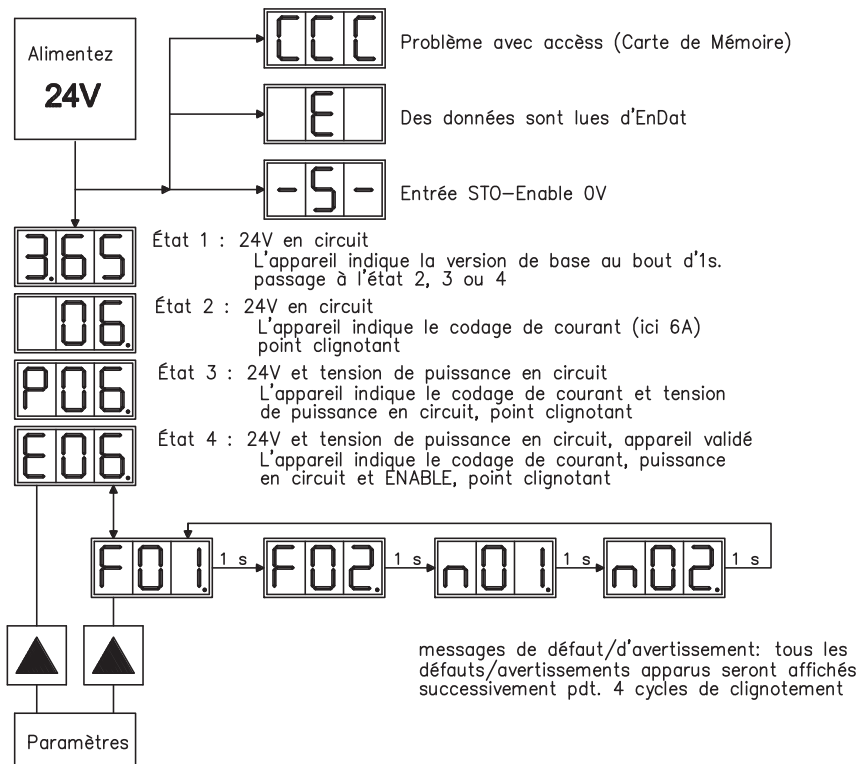 Alimentez
24V
CCC
Problème avec accèss (Carte de Mémoire)
E
Des données sont lues d'EnDat
-S-
Entrée STO-Enable 0V
3.65
État 1 : 24V en circuit
L'appareil indique la version de base au bout d'1s.
passage à l'état 2, 3 ou 4
06.
État 2 : 24V en circuit
L'appareil indique le codage de courant (ici 6A)
point clignotant
P06.
État 3 : 24V et tension de puissance en circuit
L'appareil indique le codage de courant et tension
de puissance en circuit, point clignotant
E06.
État 4 : 24V et tension de puissance en circuit, appareil validé
L'appareil indique le codage de courant, puissance
en circuit et ENABLE, point clignotant
F01. 1 s F02. 1 s n01. 1 s n02. 1 s
messages de défaut/d'avertissement: tous les
défauts/avertissements apparus seront affichés
successivement pdt. 4 cycles de clignotement
Paramètres